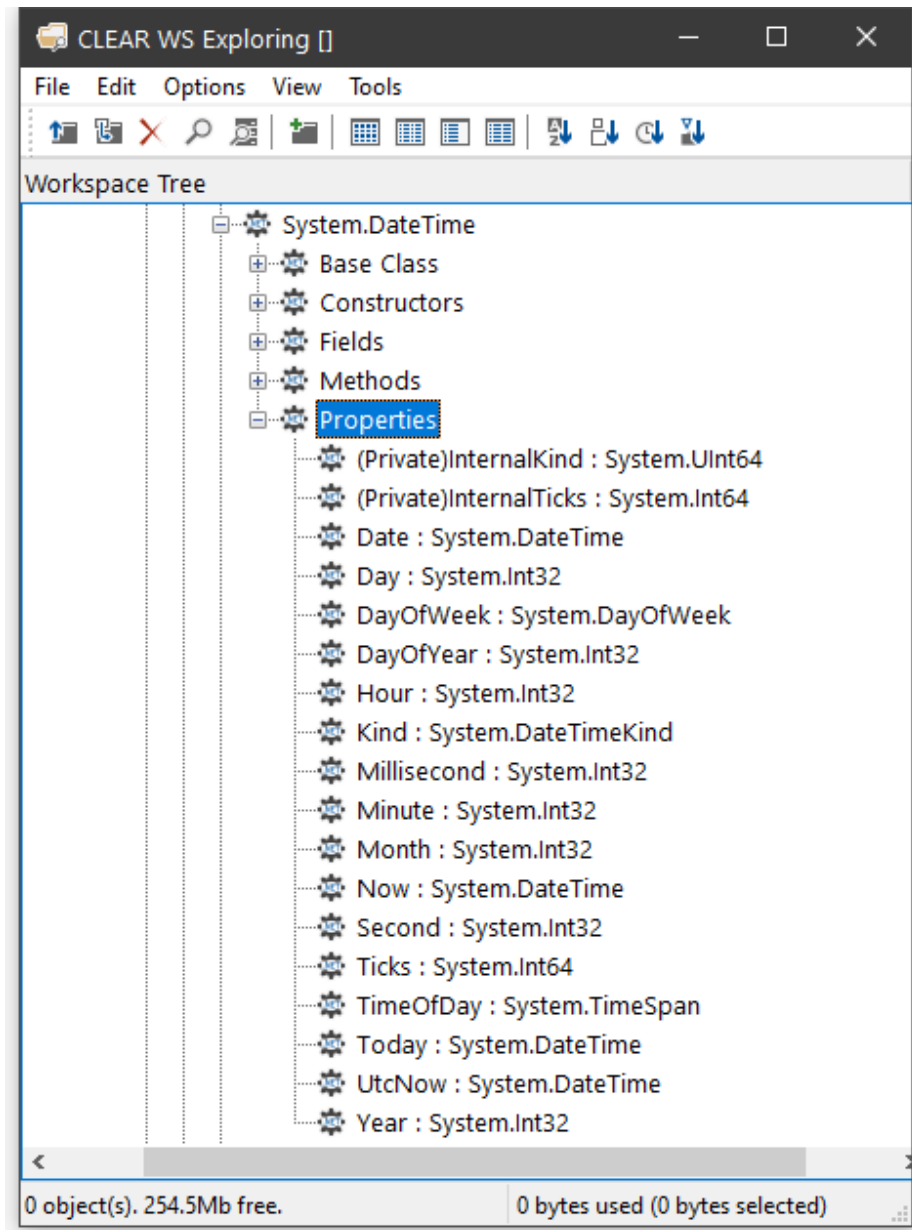 CLEAR WS Exploring []
File Edit Options View Tools
Workspace Tree
System.DateTime
Base Class
Constructors
Fields
Methods
Properties
(Private)InternalKind : System.UInt64
(Private)InternalTicks : System.Int64
Date : System.DateTime
Day : System.Int32
DayOfWeek : System.DayOfWeek
DayOfYear : System.Int32
Hour : System.Int32
Kind : System.DateTimeKind
Millisecond : System.Int32
Minute : System.Int32
Month : System.Int32
Now : System.DateTime
Second : System.Int32
Ticks : System.Int64
TimeOfDay : System.TimeSpan
Today : System.DateTime
UtcNow : System.DateTime
Year : System.Int32
0 object(s). 254.5Mb free. 0 bytes used (0 bytes selected)